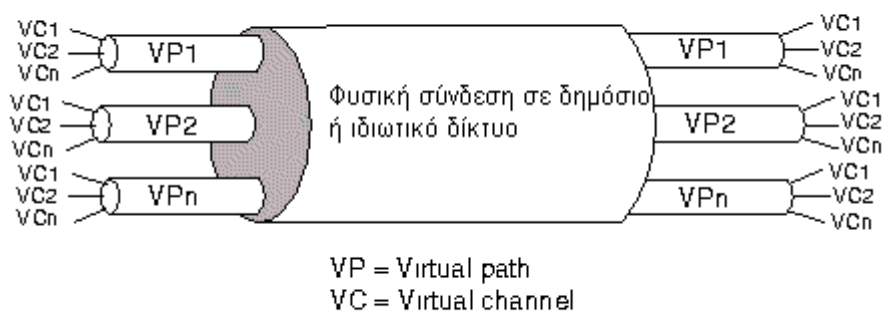 VC1
VC2
VCn
VP1
VP1
VC1
VC2
VCn
VC1
VC2
VCn
VP2
Φυσική σύνδεση σε δημόσιο
ή ιδιωτικό δίκτυο
VP2
VC1
VC2
VCn
VC1
VC2
VCn
VPn
VPn
VC1
VC2
VCn
VP = Virtual path
VC = Virtual channel